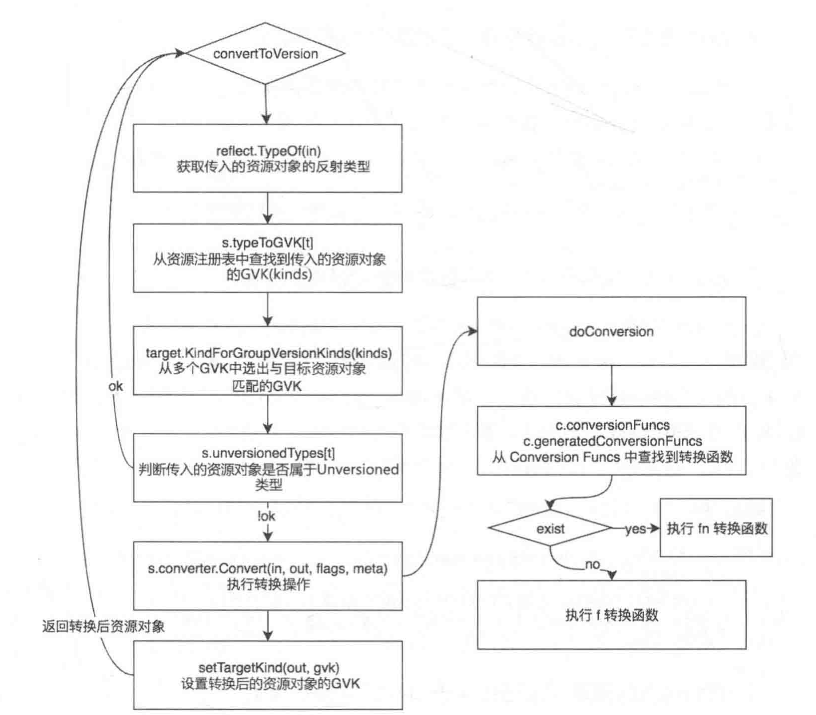 convertToVersion
reflect.TypeOf(in)
获取传入的资源对象的反射类型
s.typeToGVK[t]
从资源注册表中查找到传入的资源对象
的GVK(kinds)
target.KindForGroupVersionKinds(kinds)
从多个GVK中选出与目标资源对象
匹配的GVK
ok
s.unversionedTypes[t]
判断传入的资源对象是否属于Unversioned
类型
!ok
s.converter.Convert(in, out, flags, meta)
执行转换操作
返回转换后资源对象
setTargetKind(out, gvk)
设置转换后的资源对象的GVK
doConversion
c.conversionFuncs
c.generatedConversionFuncs
从 Conversion Funcs 中查找到转换函数
exist
yes
执行 fn 转换函数
no
执行 f 转换函数